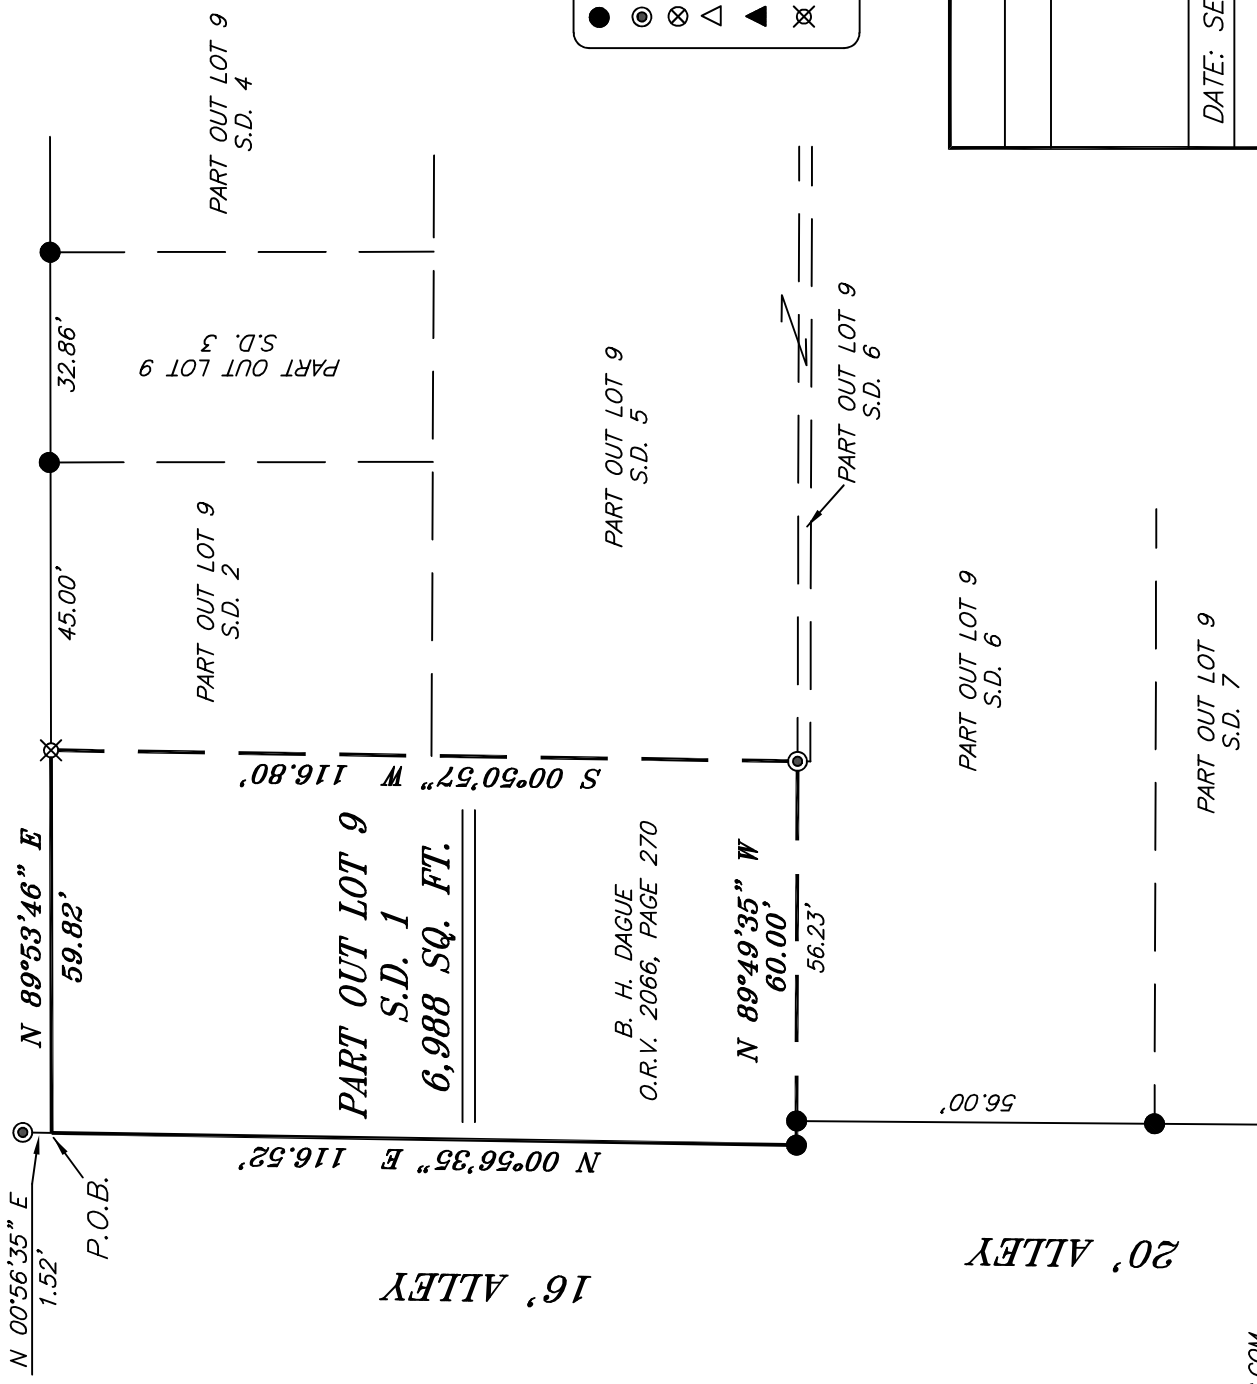 PART OUT LOT 9
S.D. 4
32.86'
PART OUT LOT 9
S.D. 3
45.00'
PART OUT LOT 9
S.D. 2
PART OUT LOT 9
S.D. 5
PART OUT LOT 9
S.D. 6
PART OUT LOT 9
S.D. 6
PART OUT LOT 9
S.D. 7
N 89°53'46" E
59.82'
S 00°50'57" W 116.80'
PART OUT LOT 9
S.D. 1
6,988 SQ. FT.
B. H. DAGUE
O.R.V. 2066, PAGE 270
N 89°49'35" W
60.00'
56.23'
56.00'
N 00°56'35" E 116.52'
N 00°56'35" E
1.52'
P.O.B.
16' ALLEY
20' ALLEY
DATE: SE
.COM